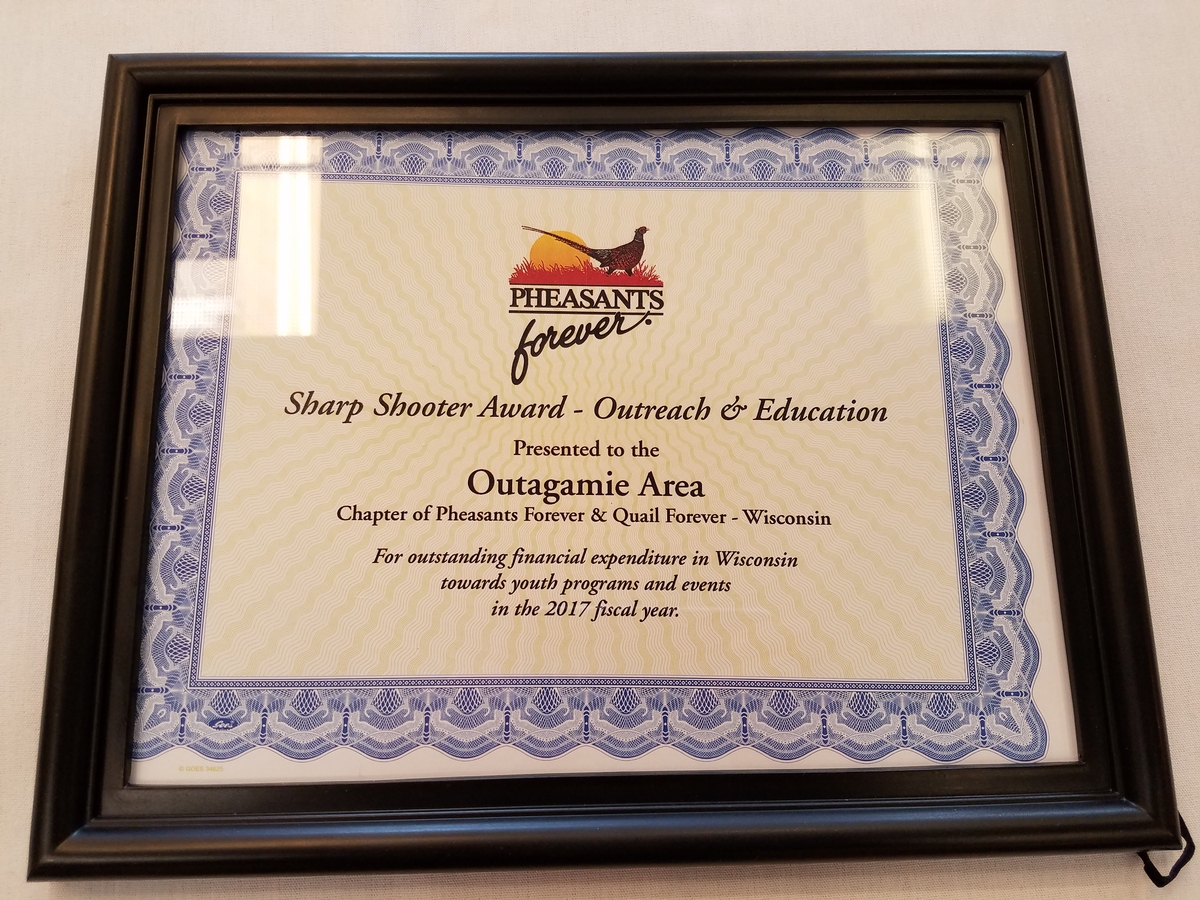 PHEASANTS
forever.
Sharp Shooter Award - Outreach & Education
Presented to the
Outagamie Area
Chapter of Pheasants Forever & Quail Forever - Wisconsin
For outstanding financial expenditure in Wisconsin
towards youth programs and events
in the 2017 fiscal year.